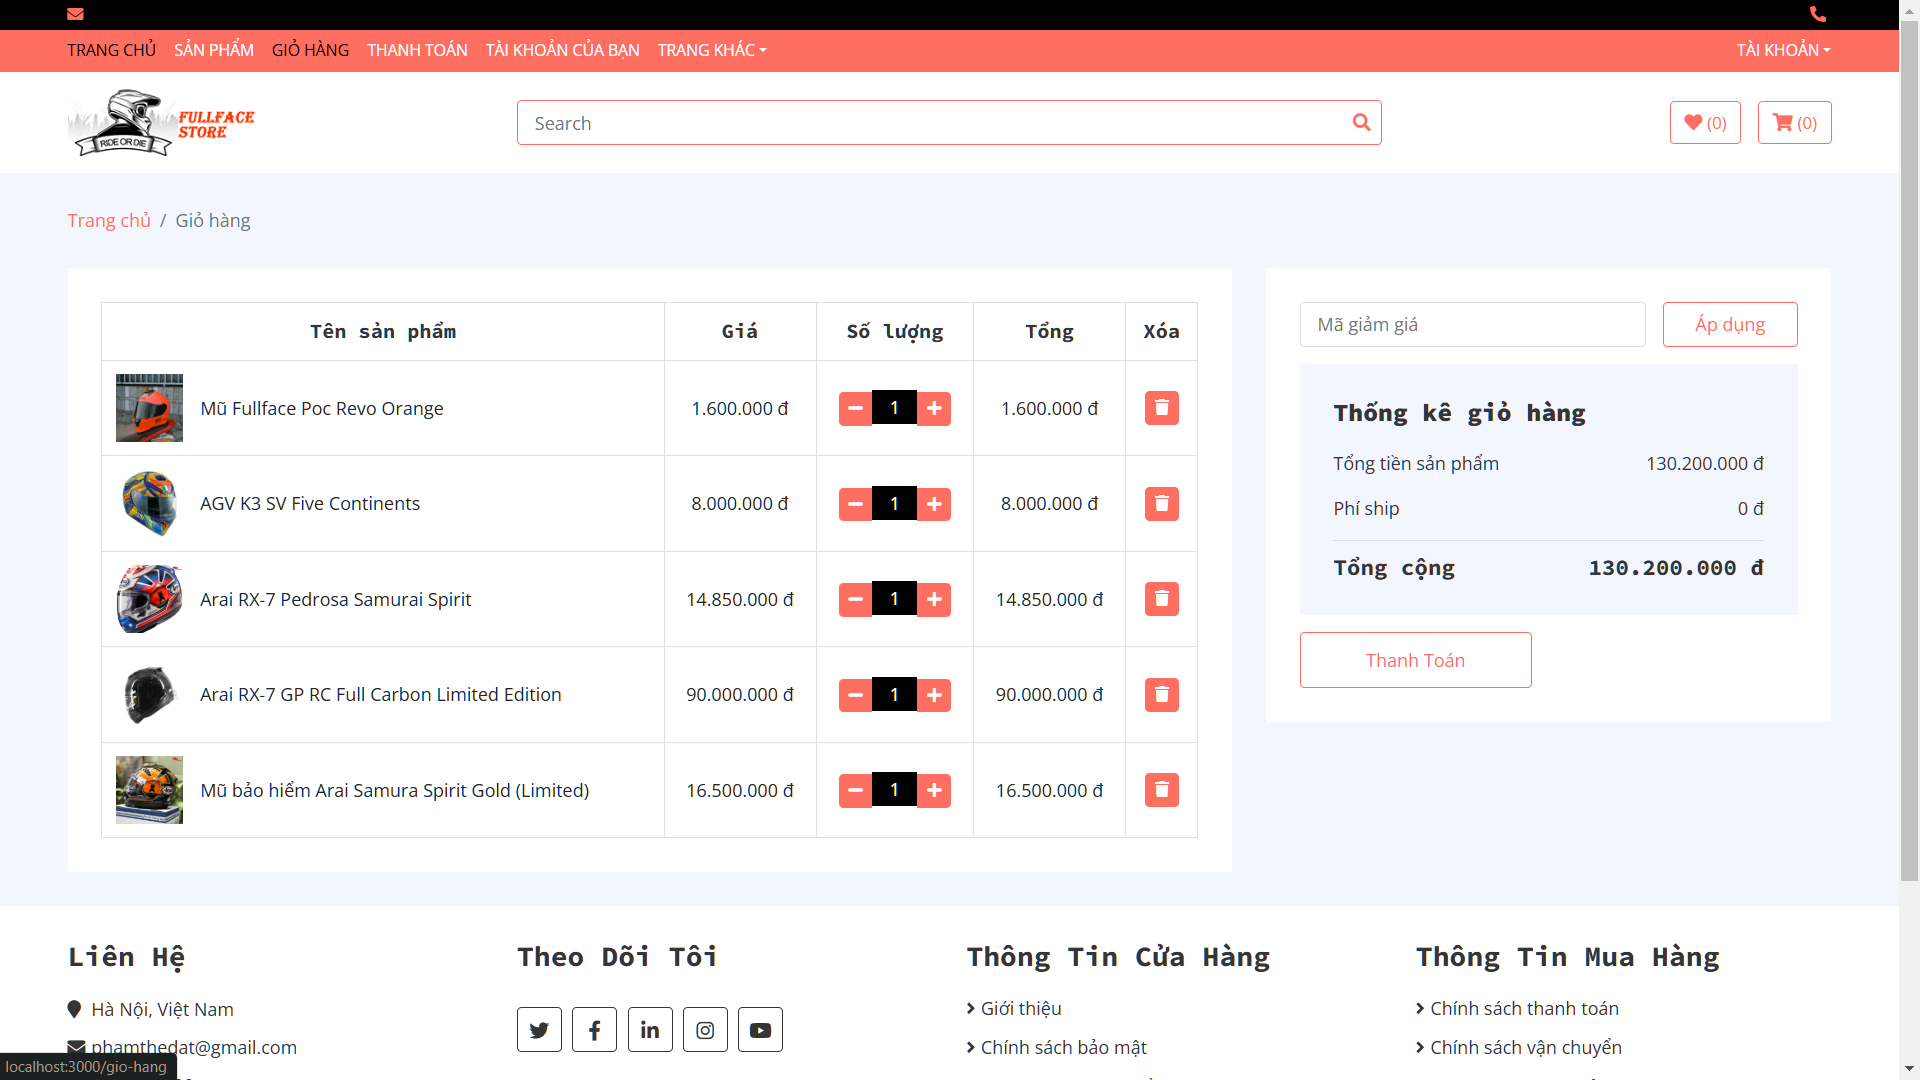 TRANG CHỦ SẢN PHẨM GIỎ HÀNG THANH TOÁN TÀI KHOẢN CỦA BẠN TRANG KHÁC TÀI KHOẢN
RIDE OR DIE
FULLFACE
STORE
Search
(0) (0)
Trang chủ / Giỏ hàng
Tên sản phẩm Giá Số lượng Tổng Xóa
Mũ Fullface Poc Revo Orange 1.600.000 đ 1 1.600.000 đ
AGV K3 SV Five Continents 8.000.000 đ 1 8.000.000 đ
Arai RX-7 Pedrosa Samurai Spirit 14.850.000 đ 1 14.850.000 đ
Arai RX-7 GP RC Full Carbon Limited Edition 90.000.000 đ 1 90.000.000 đ
Mũ bảo hiểm Arai Samura Spirit Gold (Limited) 16.500.000 đ 1 16.500.000 đ
Mã giảm giá Áp dụng
Thống kê giỏ hàng
Tổng tiền sản phẩm 130.200.000 đ
Phí ship 0 đ
Tổng cộng 130.200.000 đ
Thanh Toán
Liên Hệ Theo Dõi Tôi Thông Tin Cửa Hàng Thông Tin Mua Hàng
Hà Nội, Việt Nam Giới thiệu Chính sách thanh toán
phamthedat@gmail.com Chính sách bảo mật Chính sách vận chuyển
localhost:3000/gio-hang